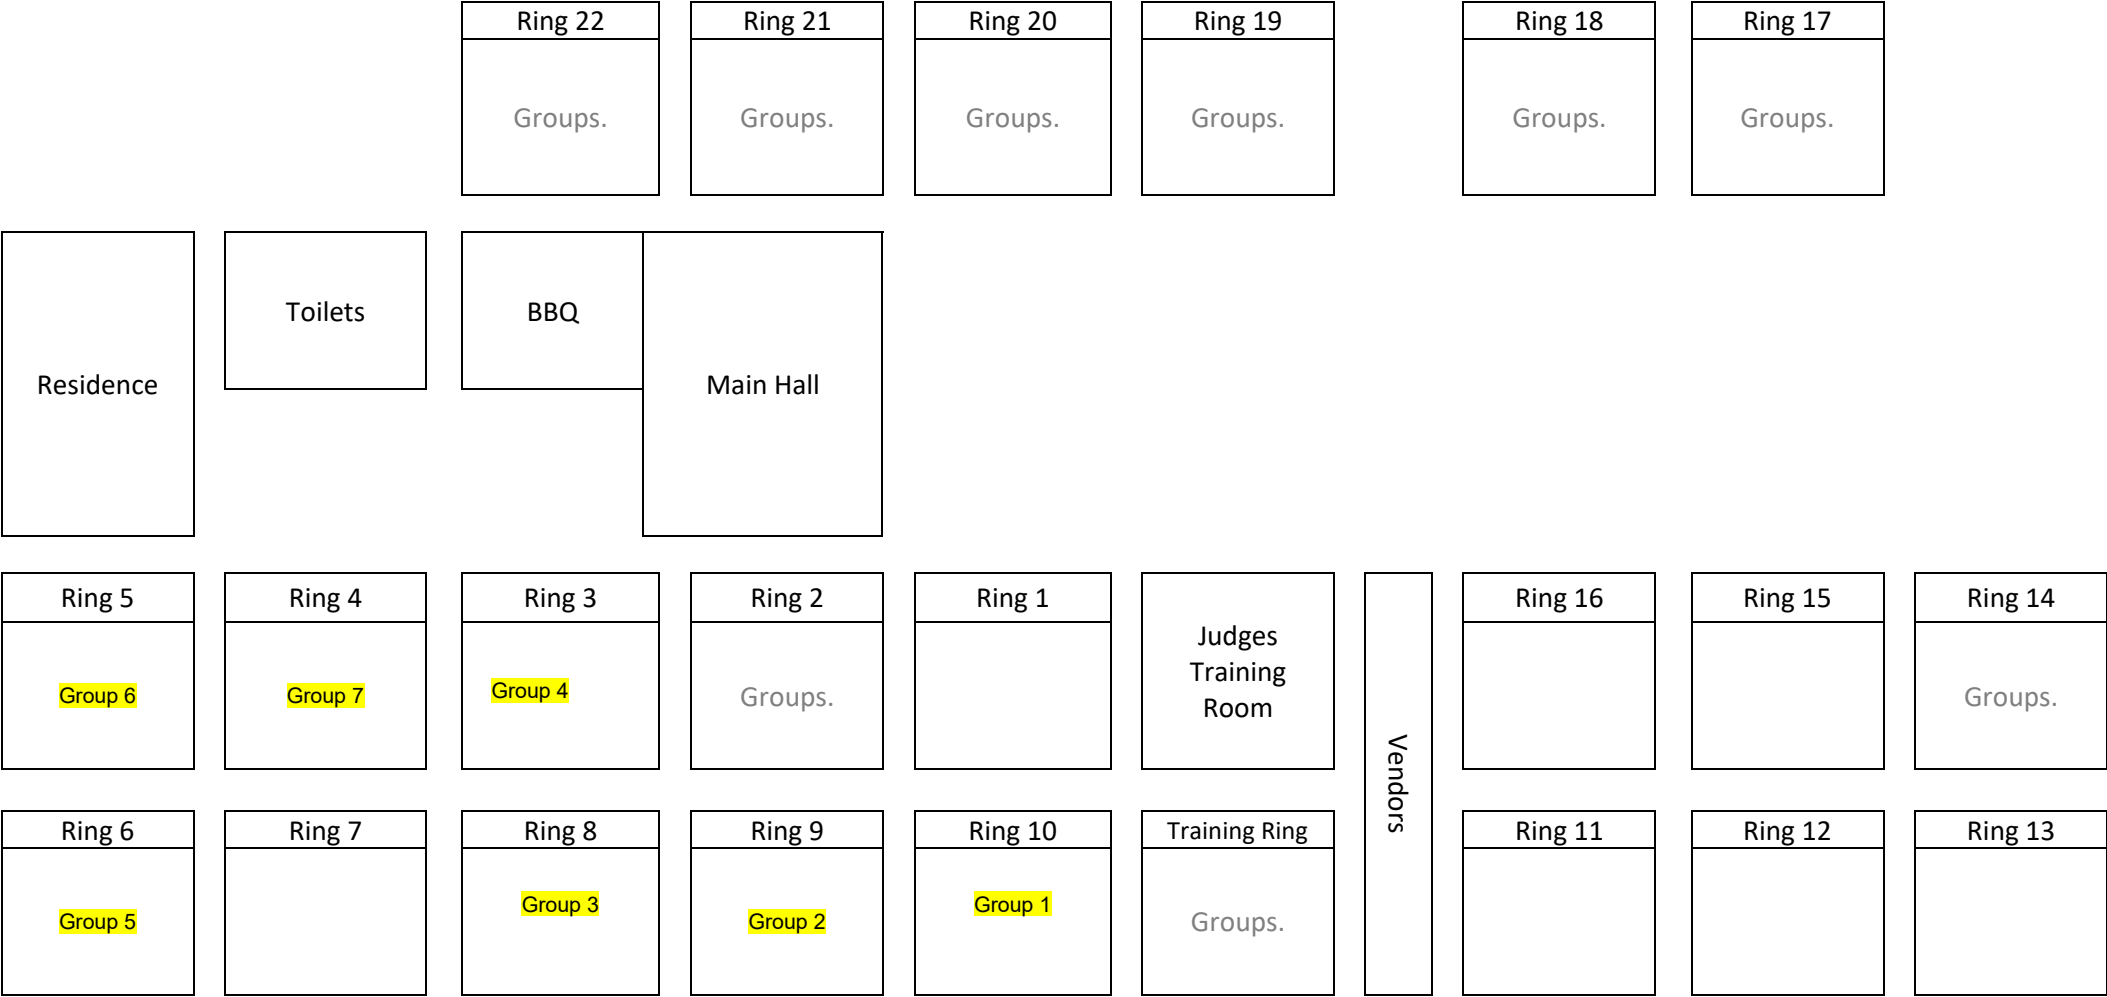 Ring 22
Ring 21
Ring 20
Ring 19
Ring 18
Ring 17
Groups.
Groups.
Groups.
Groups.
Groups.
Groups.
Residence
Toilets
BBQ
Main Hall
Ring 5
Ring 4
Ring 3
Ring 2
Ring 1
Judges
Training
Room
Vendors
Ring 16
Ring 15
Ring 14
Group 6
Group 7
Group 4
Groups.
Groups.
Ring 6
Ring 7
Ring 8
Ring 9
Ring 10
Training Ring
Ring 11
Ring 12
Ring 13
Group 5
Group 3
Group 2
Group 1
Groups.